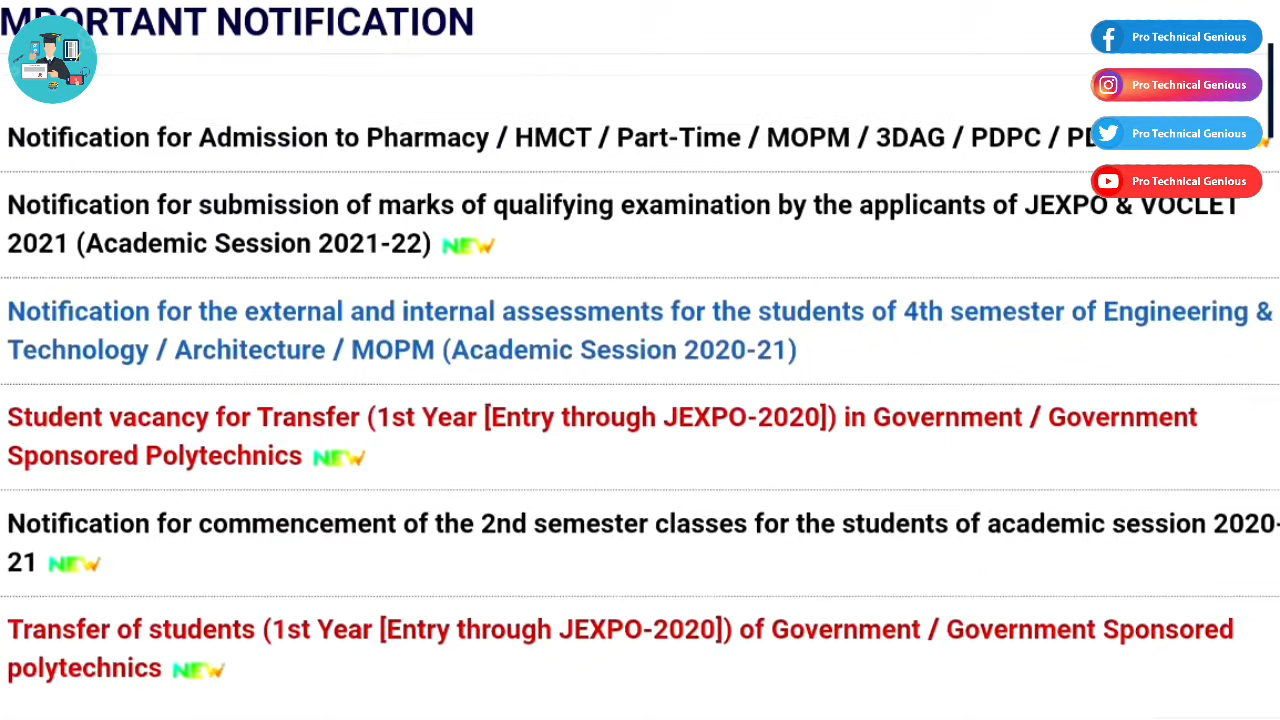 MPORTANT NOTIFICATION
Pro Technical Genious
Pro Technical Genious
Notification for Admission to Pharmacy / HMCT / Part-Time / MOPM / 3DAG / PDPC /
Pro Technical Genious
Pro Technical Genious
Notification for submission of marks of qualifying examination by the applicants of JEXPO & VOCLET
2021 (Academic Session 2021-22) NEW
Notification for the external and internal assessments for the students of 4th semester of Engineering &
Technology / Architecture / MOPM (Academic Session 2020-21)
Student vacancy for Transfer (1st Year [Entry through JEXPO-2020]) in Government / Government
Sponsored Polytechnics NEW
Notification for commencement of the 2nd semester classes for the students of academic session 2020-
21 NEW
Transfer of students (1st Year [Entry through JEXPO-2020]) of Government / Government Sponsored
polytechnics NEW